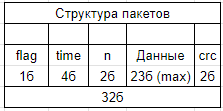 Структура пакетов
flag time n Данные crc
1б 4б 2б 23б (max) 2б
32б